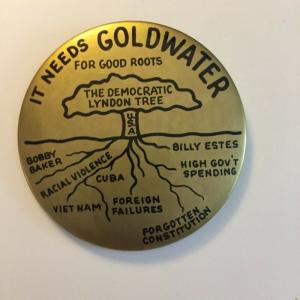 IT NEEDS GOLDWATER
FOR GOOD ROOTS
THE DEMOCRATIC
LYNDON TREE
U.S.A.
BOBBY
BAKER
RACIAL VIOLENCE
VIET NAM
CUBA
FOREIGN
FAILURES
BILLY ESTES
HIGH GOV'T
SPENDING
FORGOTTEN
CONSTITUTION